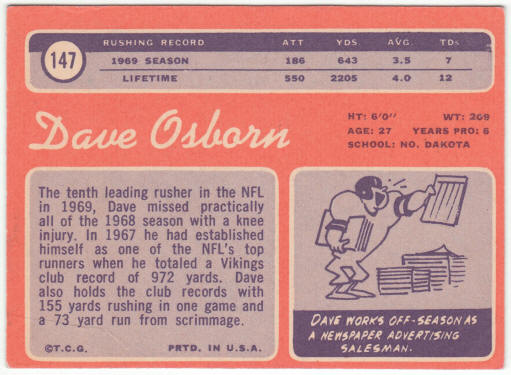 147
RUSHING RECORD ATT YDS. AVG. TDs
1969 SEASON 186 643 3.5 7
LIFETIME 550 2205 4.0 12
Dave Osborn
HT: 6'0" WT: 209
AGE: 27 YEARS PRO: 6
SCHOOL: NO. DAKOTA
The tenth leading rusher in the NFL
in 1969, Dave missed practically
all of the 1968 season with a knee
injury. In 1967 he had established
himself as one of the NFL's top
runners when he totaled a Vikings
club record of 972 yards. Dave
also holds the club records with
155 yards rushing in one game and
a 73 yard run from scrimmage.
©T.C.G. PRTD. IN U.S.A.
DAVE WORKS OFF-SEASON AS
A NEWSPAPER ADVERTISING
SALESMAN.